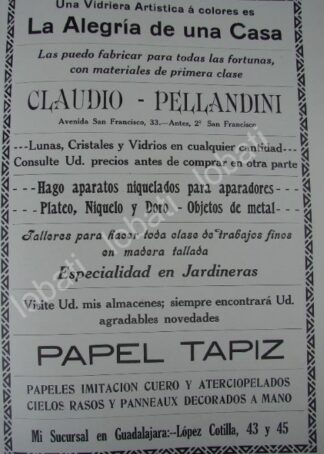 Una Vidriera Artistica á colores es
La Alegría de una Casa
Las puedo fabricar para todas las fortunas,
con materiales de primera clase
CLAUDIO - PELLANDINI
Avenida San Francisco, 33.—Antes, 2ª San Francisco
---Lunas, Cristales y Vidrios en cualquier cantidad---
Consulte Ud. precios antes de comprar en otra parte
---Hago aparatos niquelados para aparadores---
--Plateo, Niquelo y Doro - Objetos de metal---
Talleres para hacer toda clase de trabajos finos
en madera tallada
Especialidad en Jardineras
Visite Ud. mis almacenes; siempre encontrará Ud.
agradables novedades
PAPEL TAPIZ
PAPELES IMITACION CUERO Y ATERCIOPELADOS
CIELOS RASOS Y PANNEAUX DECORADOS A MANO
Mi Sucursal en Guadalajara:--López Cotilla, 43 y 45
lobati lobati lobati